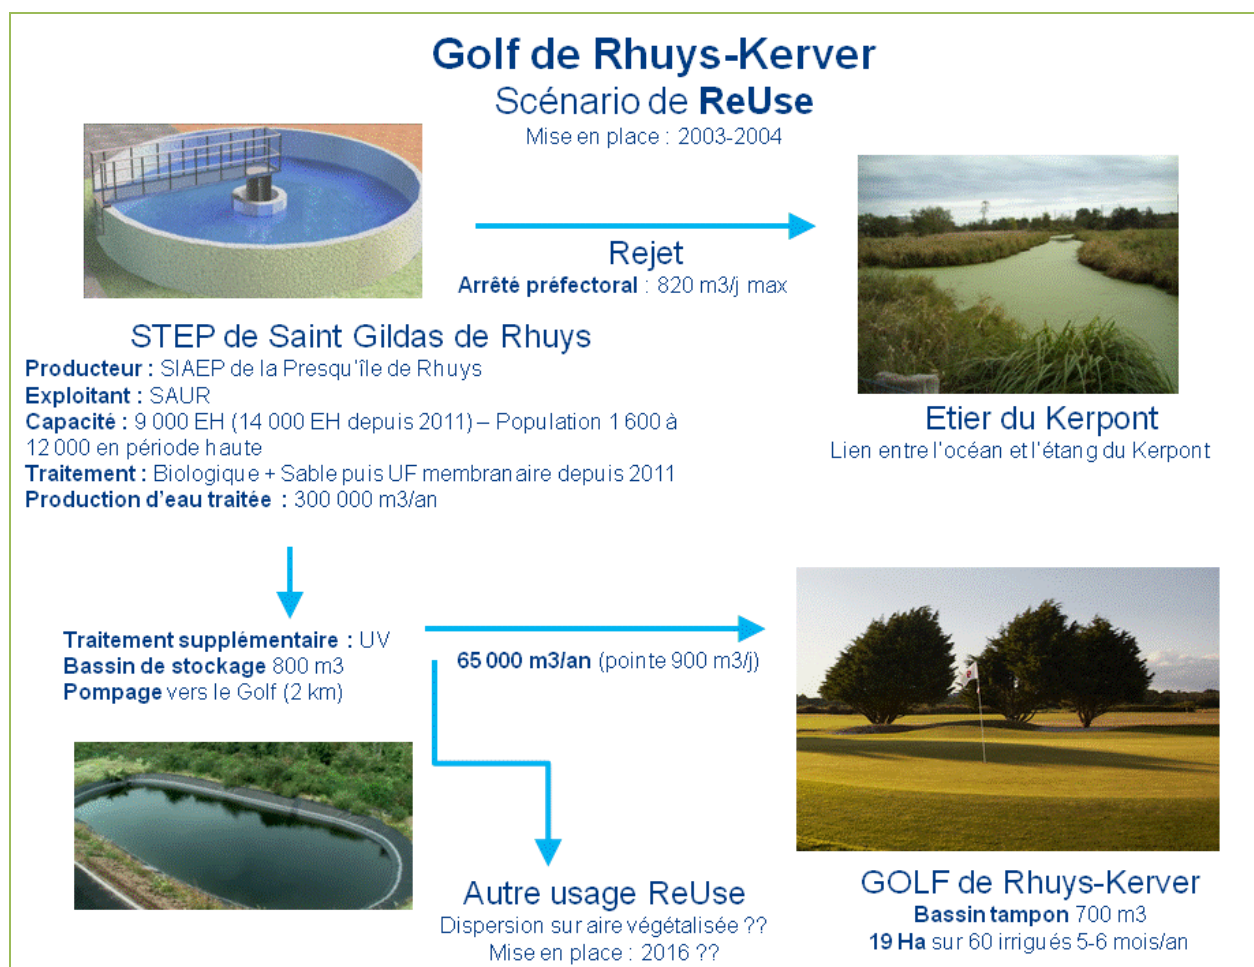 Golf de Rhuys-Kerver
Scénario de ReUse
Mise en place : 2003-2004
Rejet
Arrêté préfectoral : 820 m3/j max
STEP de Saint Gildas de Rhuys
Producteur : SIAEP de la Presqu'île de Rhuys
Exploitant : SAUR
Capacité : 9 000 EH (14 000 EH depuis 2011) – Population 1 600 à
12 000 en période haute
Traitement : Biologique + Sable puis UF membranaire depuis 2011
Production d'eau traitée : 300 000 m3/an
Etier du Kerpont
Lien entre l'océan et l'étang du Kerpont
Traitement supplémentaire : UV
Bassin de stockage 800 m3
Pompage vers le Golf (2 km)
65 000 m3/an (pointe 900 m3/j)
Autre usage ReUse
Dispersion sur aire végétalisée ??
Mise en place : 2016 ??
GOLF de Rhuys-Kerver
Bassin tampon 700 m3
19 Ha sur 60 irrigués 5-6 mois/an